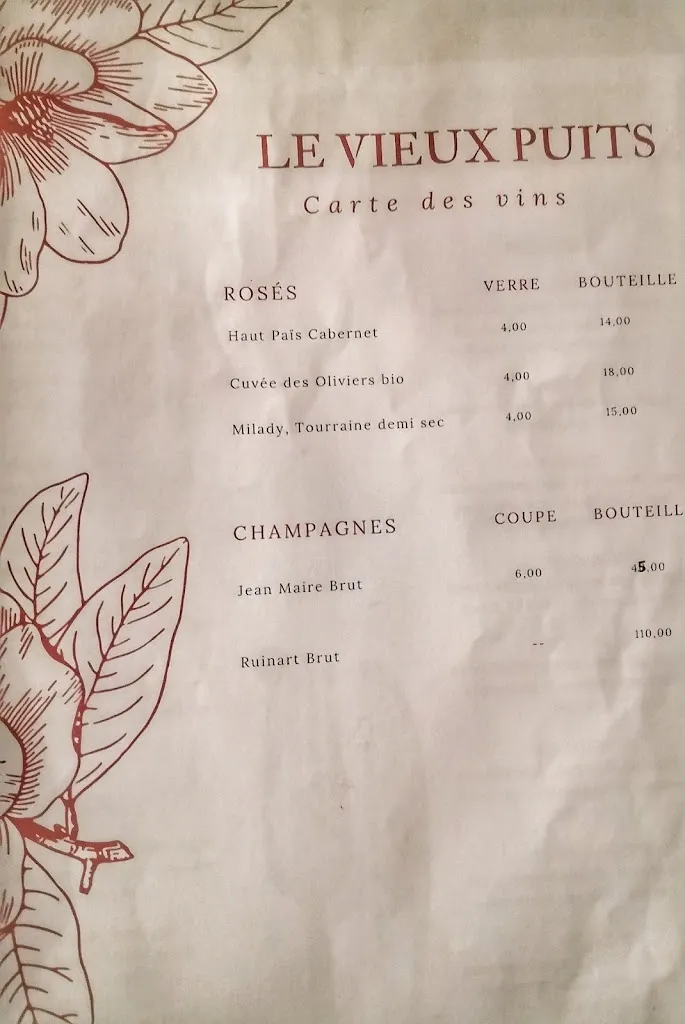 LE VIEUX PUITS
Carte des vins
ROSÉS VERRE BOUTEILLE
Haut Païs Cabernet 4,00 14,00
Cuvée des Oliviers bio 4,00 18,00
Milady, Tourraine demi sec 4,00 15,00
CHAMPAGNES COUPE BOUTEILL
Jean Maire Brut 6,00 45,00
Ruinart Brut -- 110,00